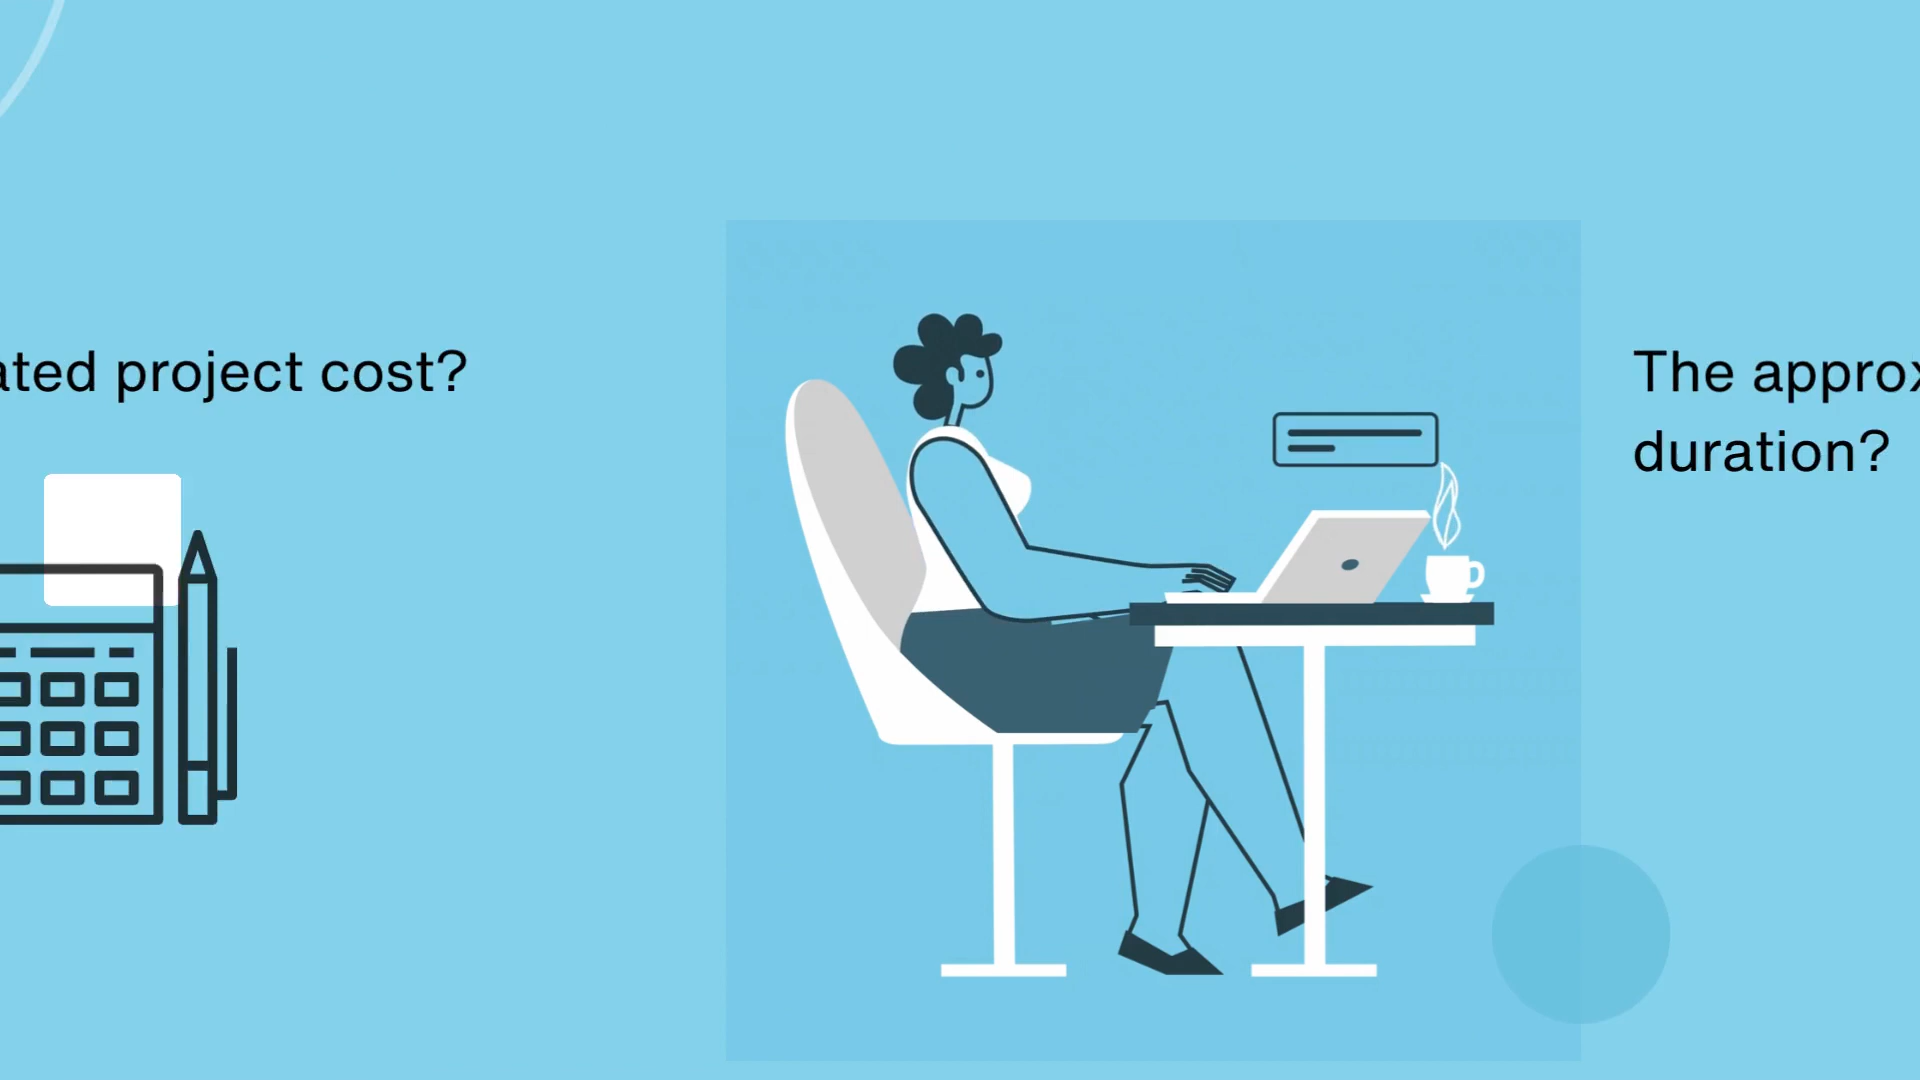 ated project cost?
The approx
duration?